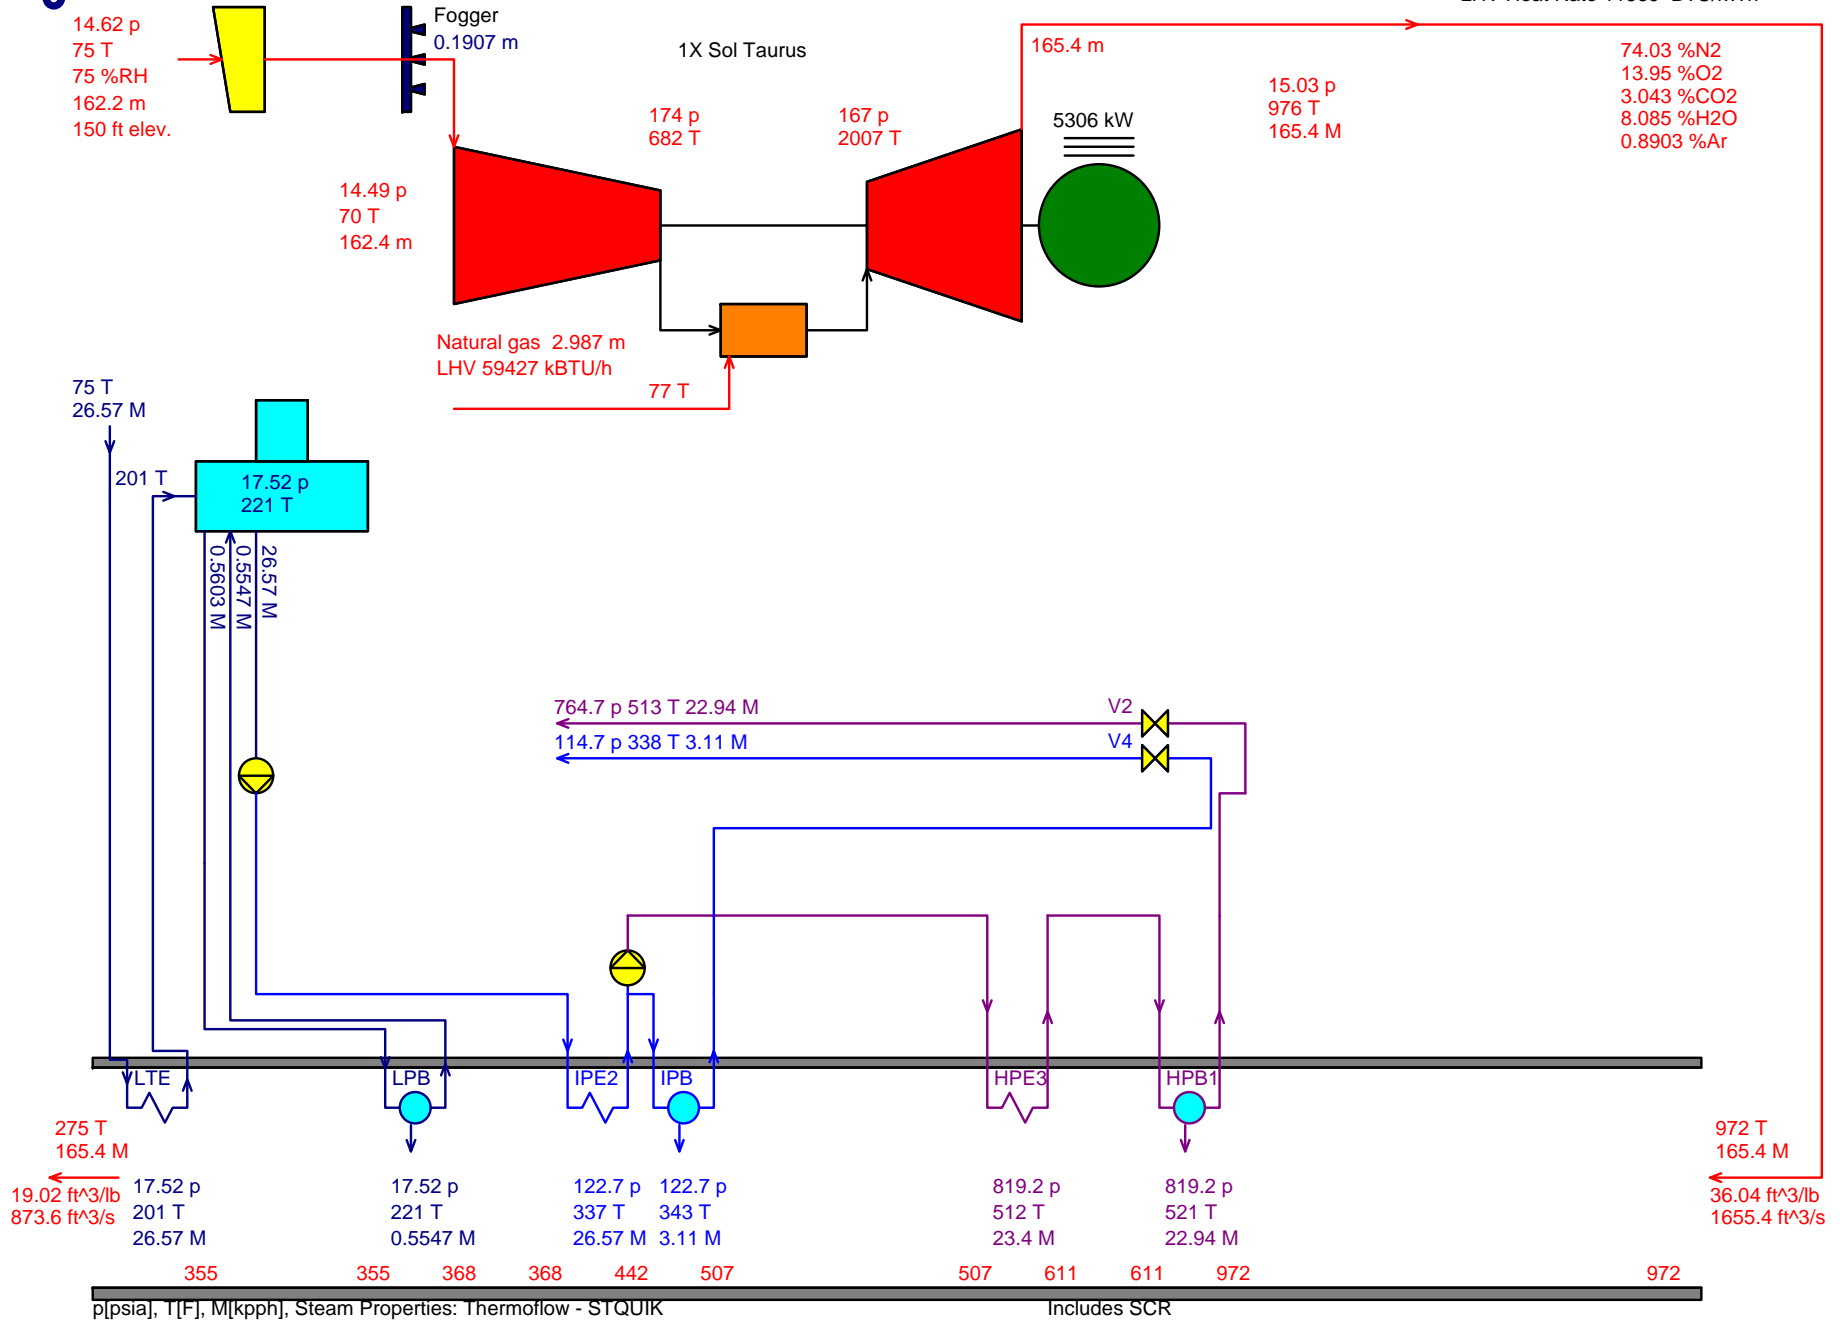 14.62 p
75 T
75 %RH
162.2 m
150 ft elev.
Fogger
0.1907 m
1X Sol Taurus
165.4 m
74.03 %N2
13.95 %O2
3.043 %CO2
8.085 %H2O
0.8903 %Ar
15.03 p
976 T
165.4 M
174 p
682 T
167 p
2007 T
5306 kW
14.49 p
70 T
162.4 m
Natural gas 2.987 m
LHV 59427 kBTU/h
77 T
75 T
26.57 M
201 T
17.52 p
221 T
0.5603 M
0.5547 M
26.57 M
764.7 p 513 T 22.94 M
V2
114.7 p 338 T 3.11 M
V4
LTE
LPB
IPE2
IPB
HPE3
HPB1
275 T
165.4 M
19.02 ft^3/lb
873.6 ft^3/s
17.52 p
201 T
26.57 M
17.52 p
221 T
0.5547 M
122.7 p
337 T
26.57 M
122.7 p
343 T
3.11 M
819.2 p
512 T
23.4 M
819.2 p
521 T
22.94 M
972 T
165.4 M
36.04 ft^3/lb
1655.4 ft^3/s
355 355 368 368 442 507 507 611 611 972 972
p[psia], T[F], M[kpph], Steam Properties: Thermoflow - STQUIK
Includes SCR